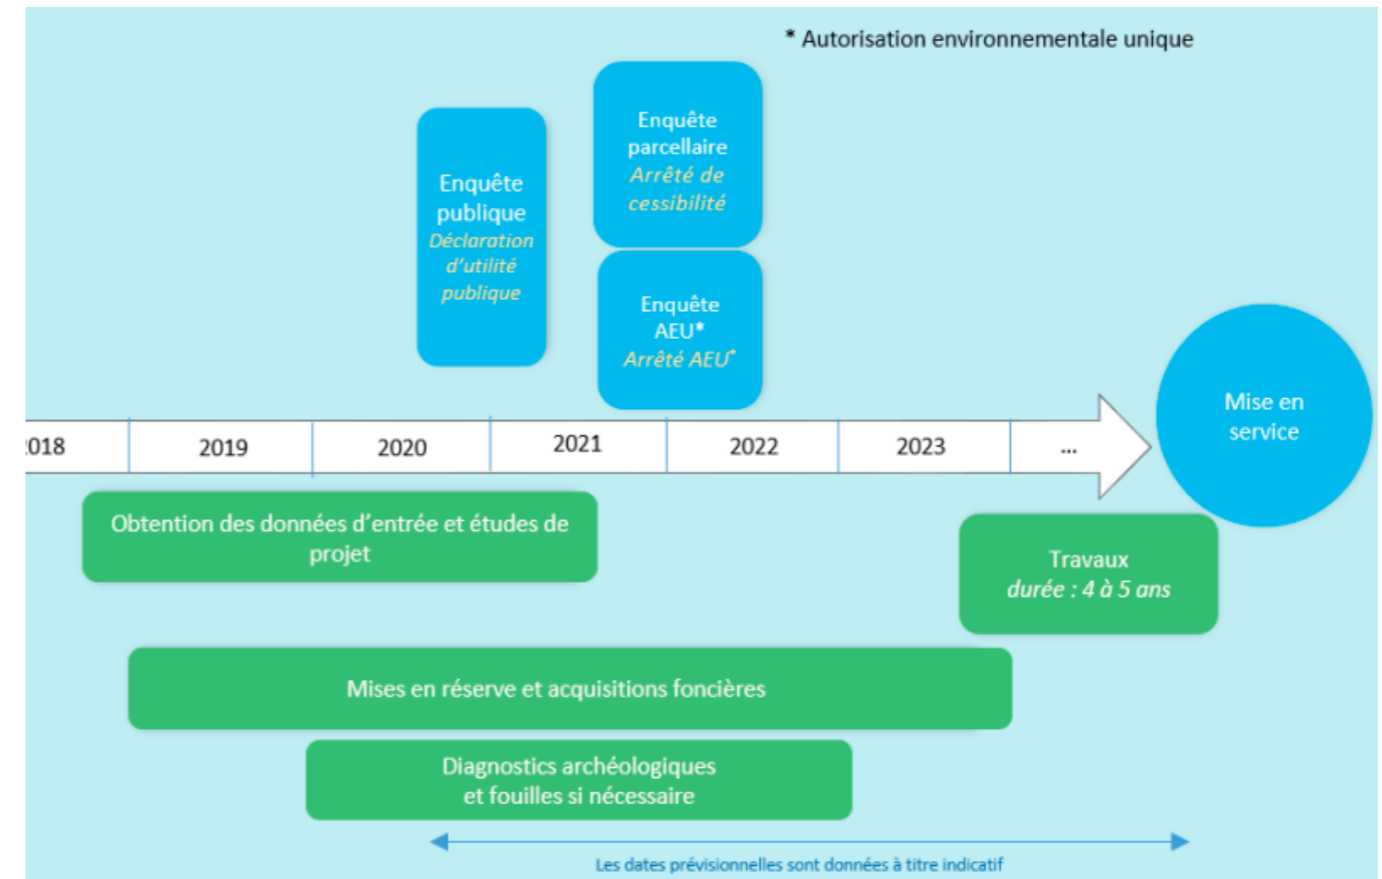 * Autorisation environnementale unique
Enquête
parcellaire
Arrêté de
cessibilité
Enquête
publique
Déclaration
d'utilité
publique
Enquête
AEU*
Arrêté AEU*
Mise en
service
018 2019 2020 2021 2022 2023 ...
Obtention des données d'entrée et études de
projet
Travaux
durée : 4 à 5 ans
Mises en réserve et acquisitions foncières
Diagnostics archéologiques
et fouilles si nécessaire
Les dates prévisionnelles sont données à titre indicatif